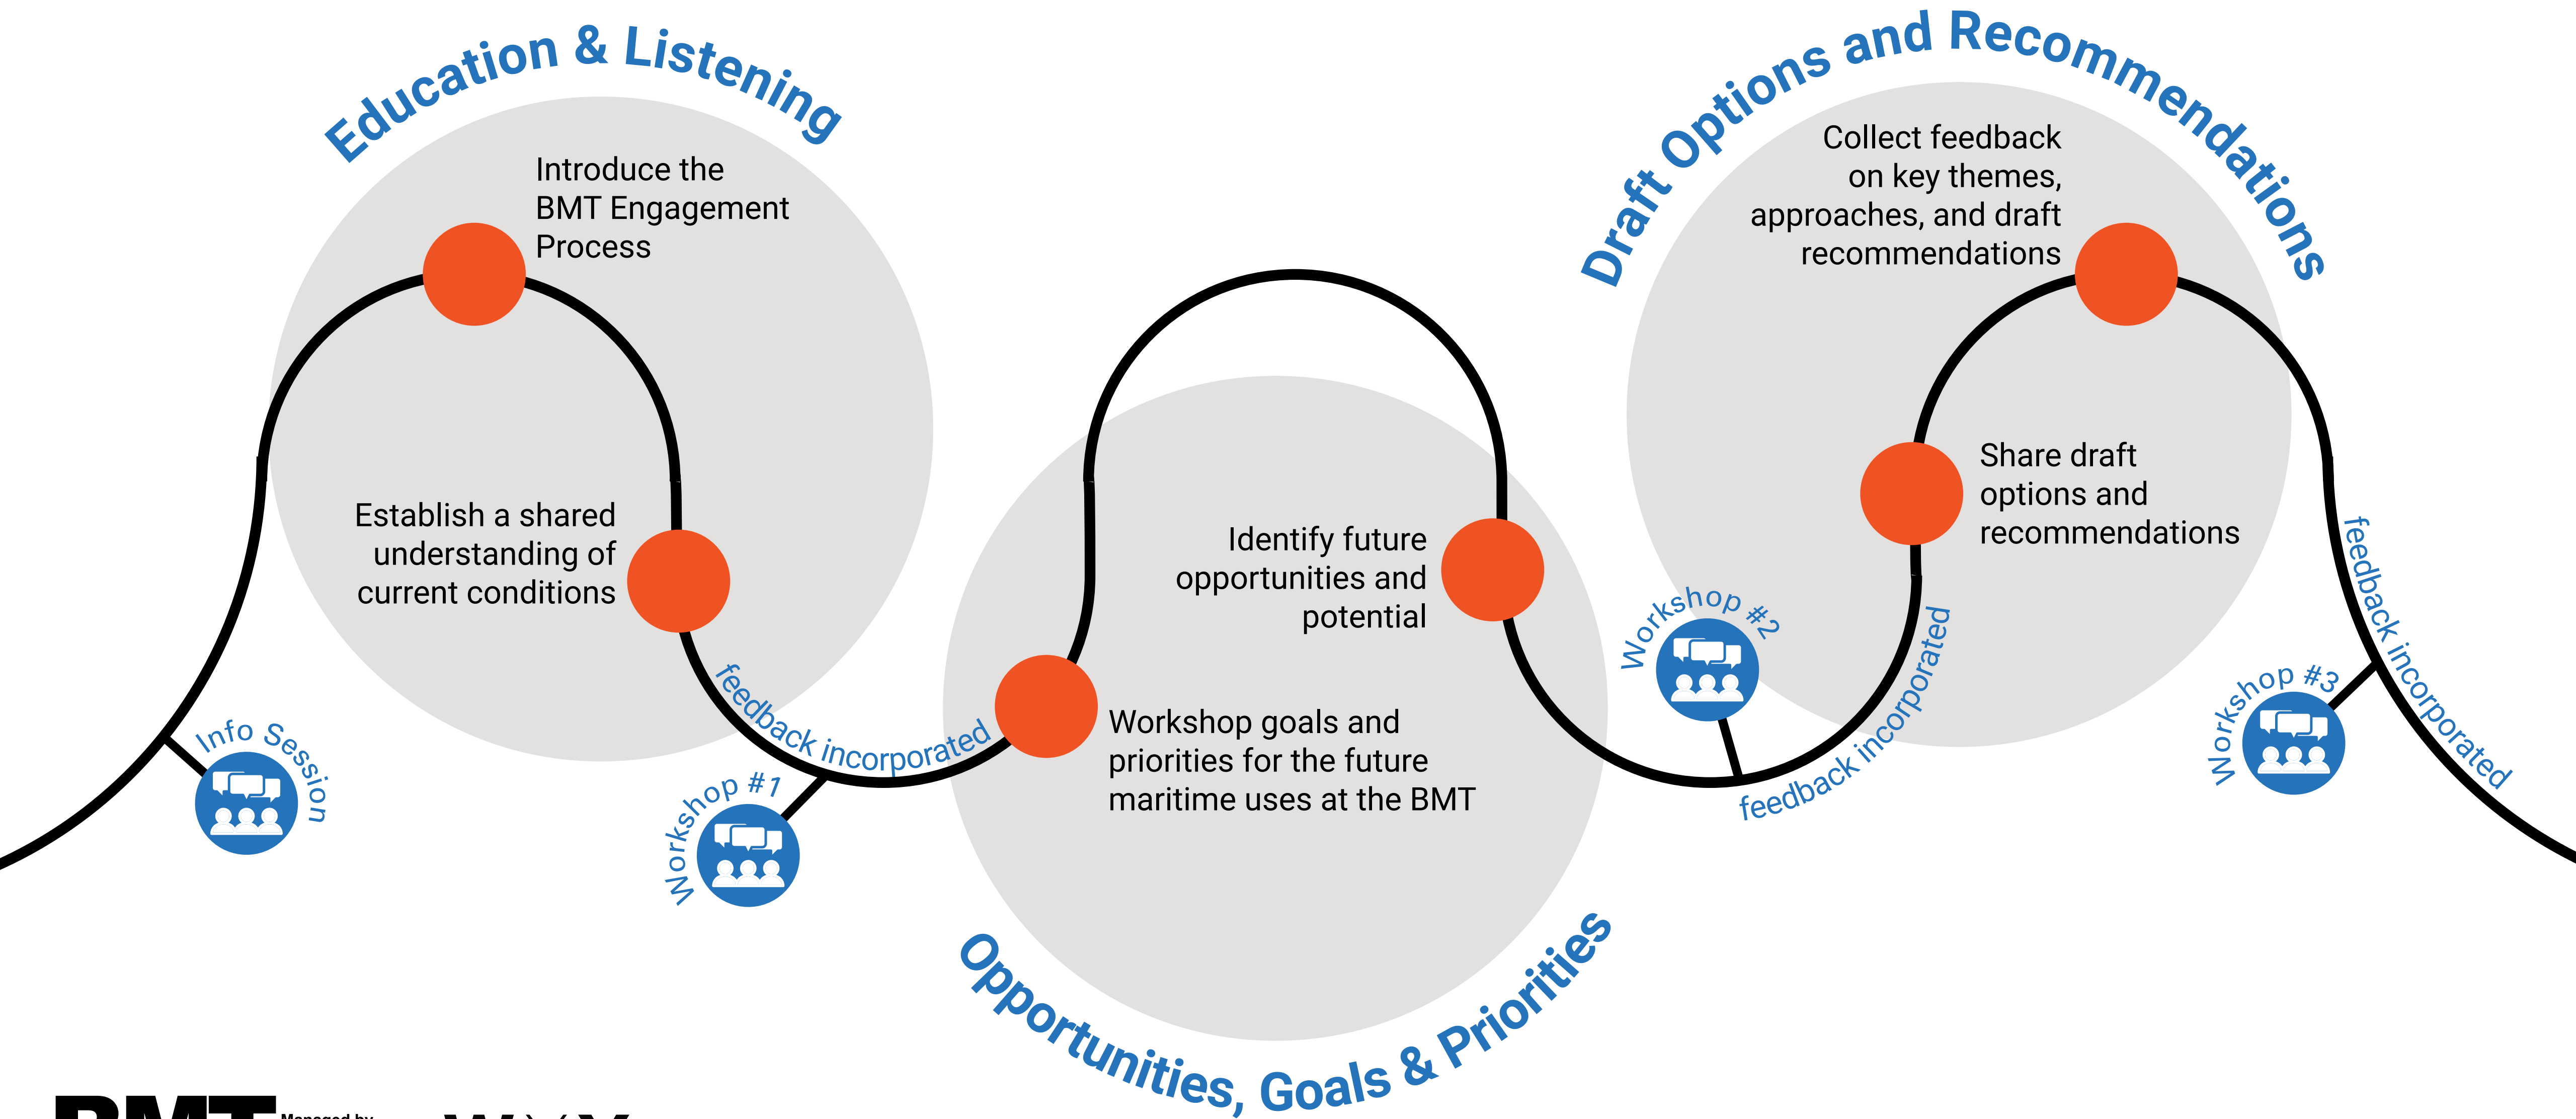 Education & Listening
Introduce the
BMT Engagement
Process
Establish a shared
understanding of
current conditions
Info Session
feedback incorporated
Workshop #1
Identify future
opportunities and
potential
Workshop goals and
priorities for the future
maritime uses at the BMT
Opportunities, Goals & Priorities
Workshop #2
feedback incorporated
Draft Options and Recommendations
Collect feedback
on key themes,
approaches, and draft
recommendations
Share draft
options and
recommendations
Workshop #3
feedback incorporated
BMT
Managed by